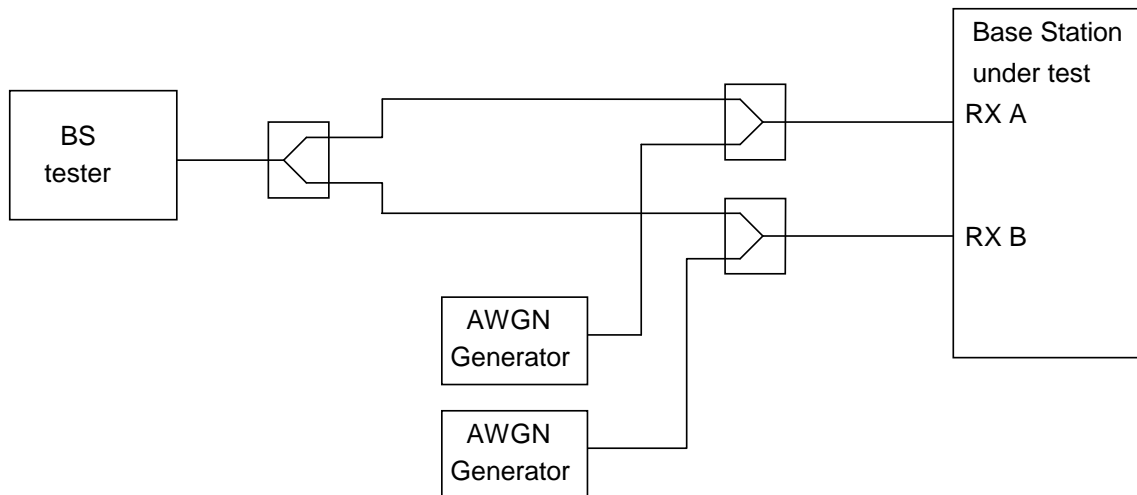 Base Station
under test
RX A
BS
tester
RX B
AWGN
Generator
AWGN
Generator